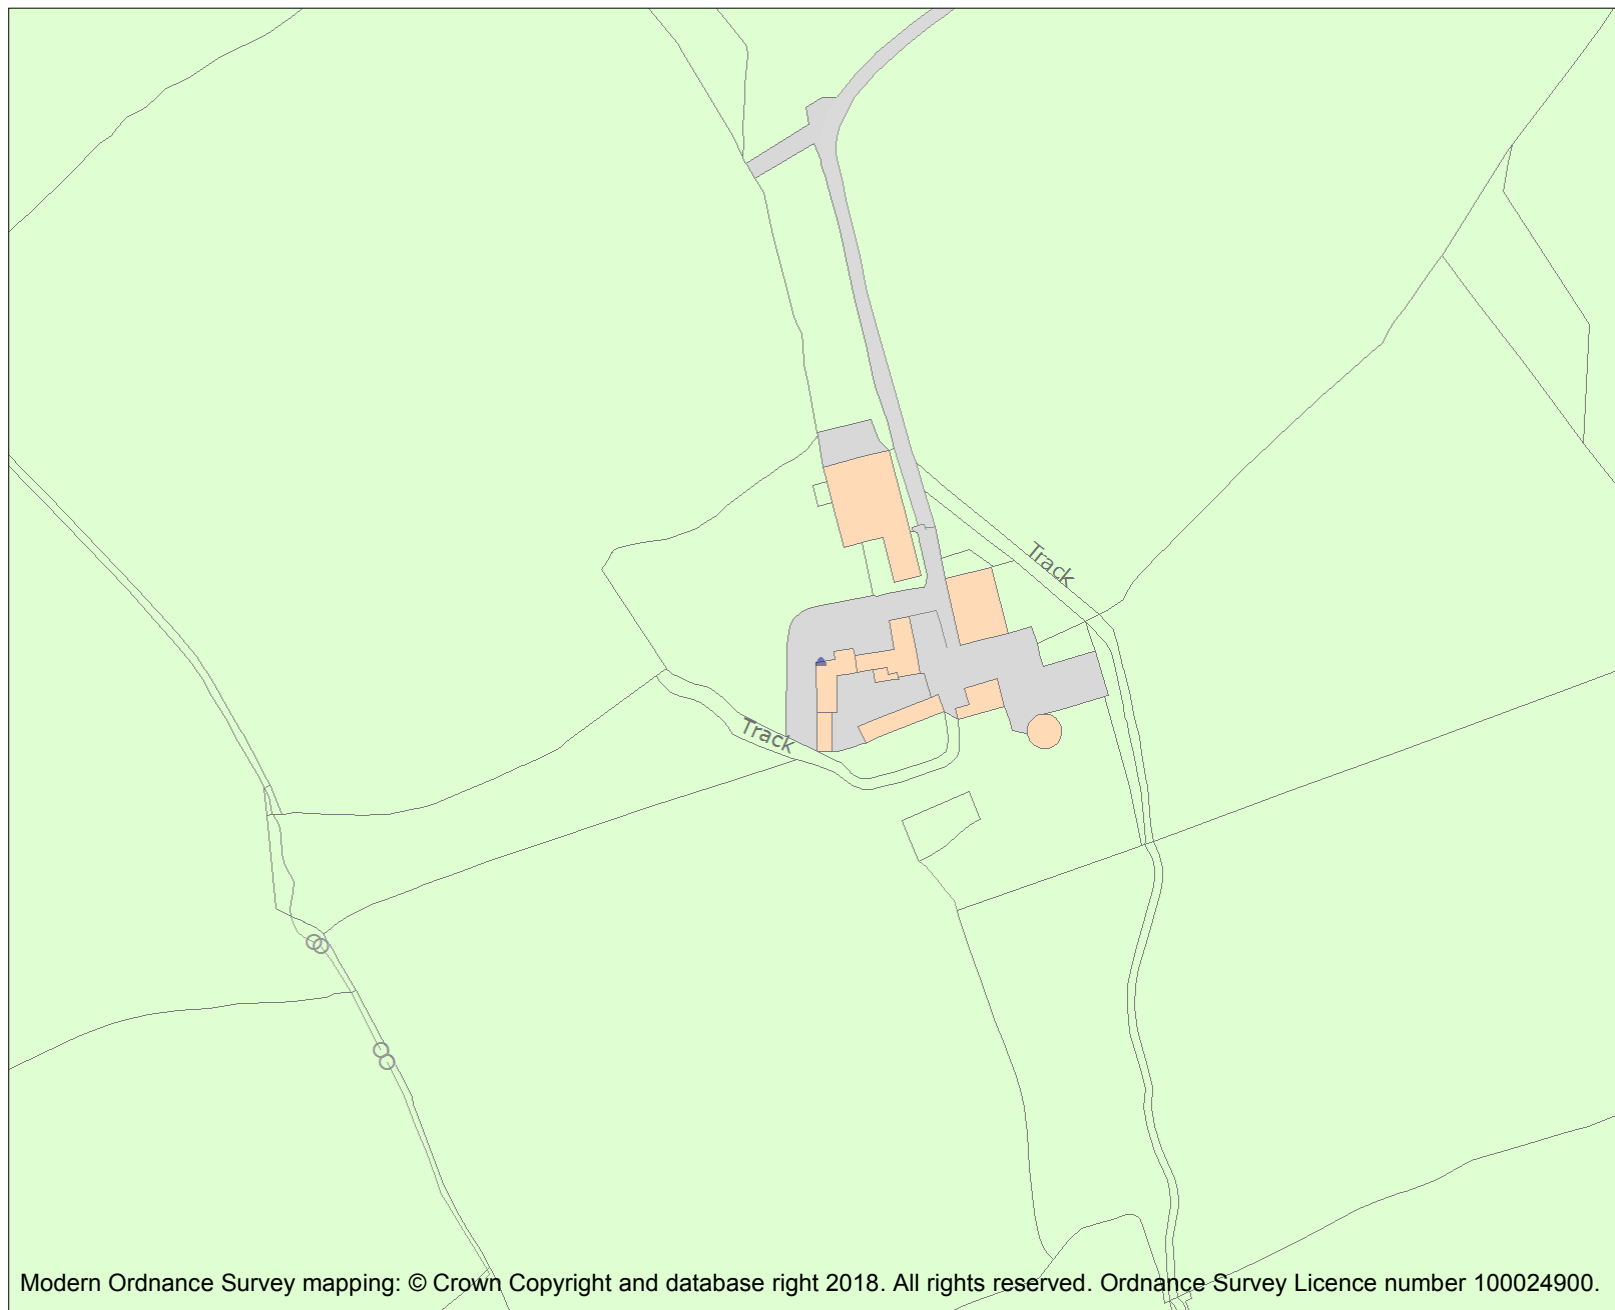 Track
Track
Modern Ordnance Survey mapping: © Crown Copyright and database right 2018. All rights reserved. Ordnance Survey Licence number 100024900.